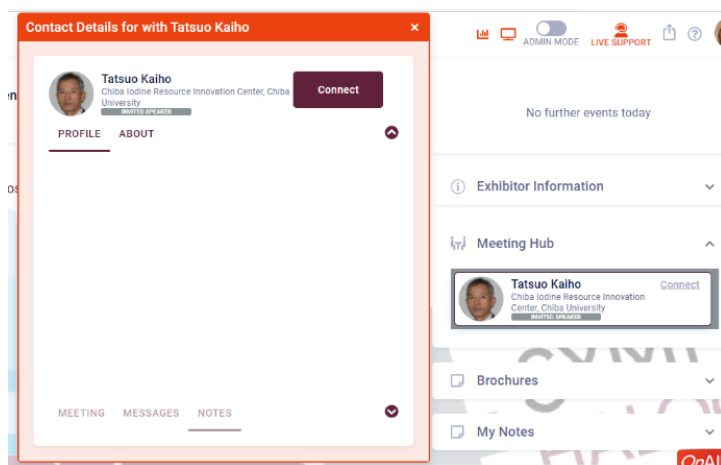 Contact Details for with Tatsuo Kaiho
×
Tatsuo Kaiho
Chiba Iodine Resource Innovation Center, Chiba
University
INVITED SPEAKER
Connect
PROFILE ABOUT
MEETING MESSAGES NOTES
ADMIN MODE
LIVE SUPPORT
No further events today
Exhibitor Information
Meeting Hub
Tatsuo Kaiho
Connect
Chiba Iodine Resource Innovation
Center, Chiba University
INVITED SPEAKER
Brochures
My Notes